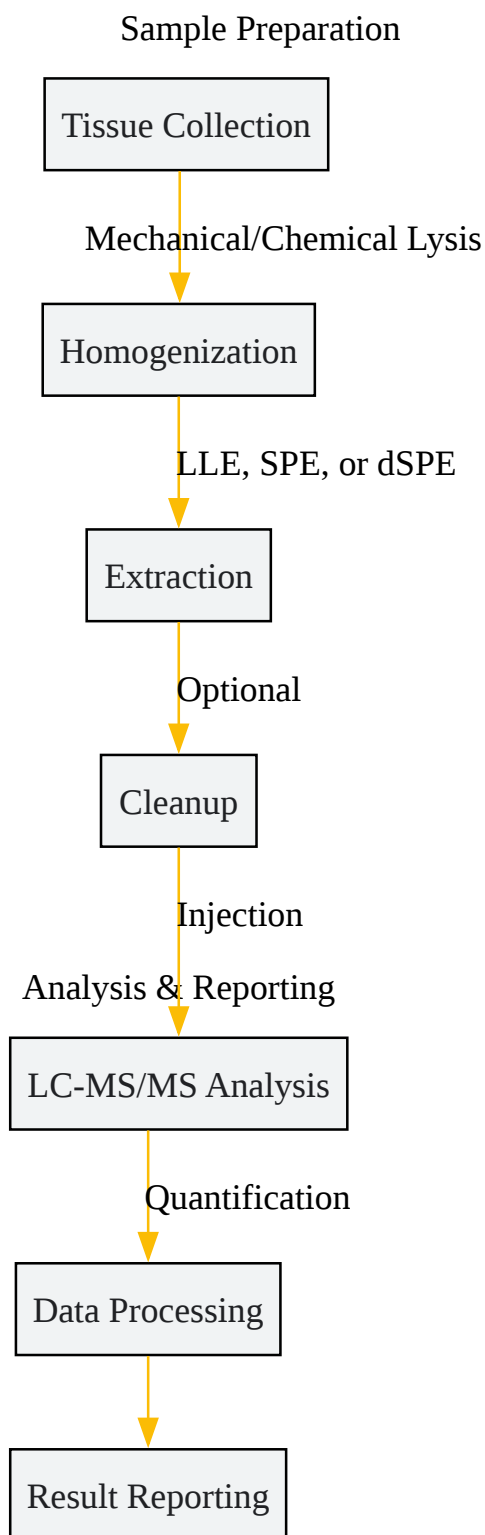 Sample Preparation
Tissue Collection
Mechanical/Chemical Lysis
Homogenization
LLE, SPE, or dSPE
Extraction
Optional
Cleanup
Injection
Analysis & Reporting
LC-MS/MS Analysis
Quantification
Data Processing
Result Reporting